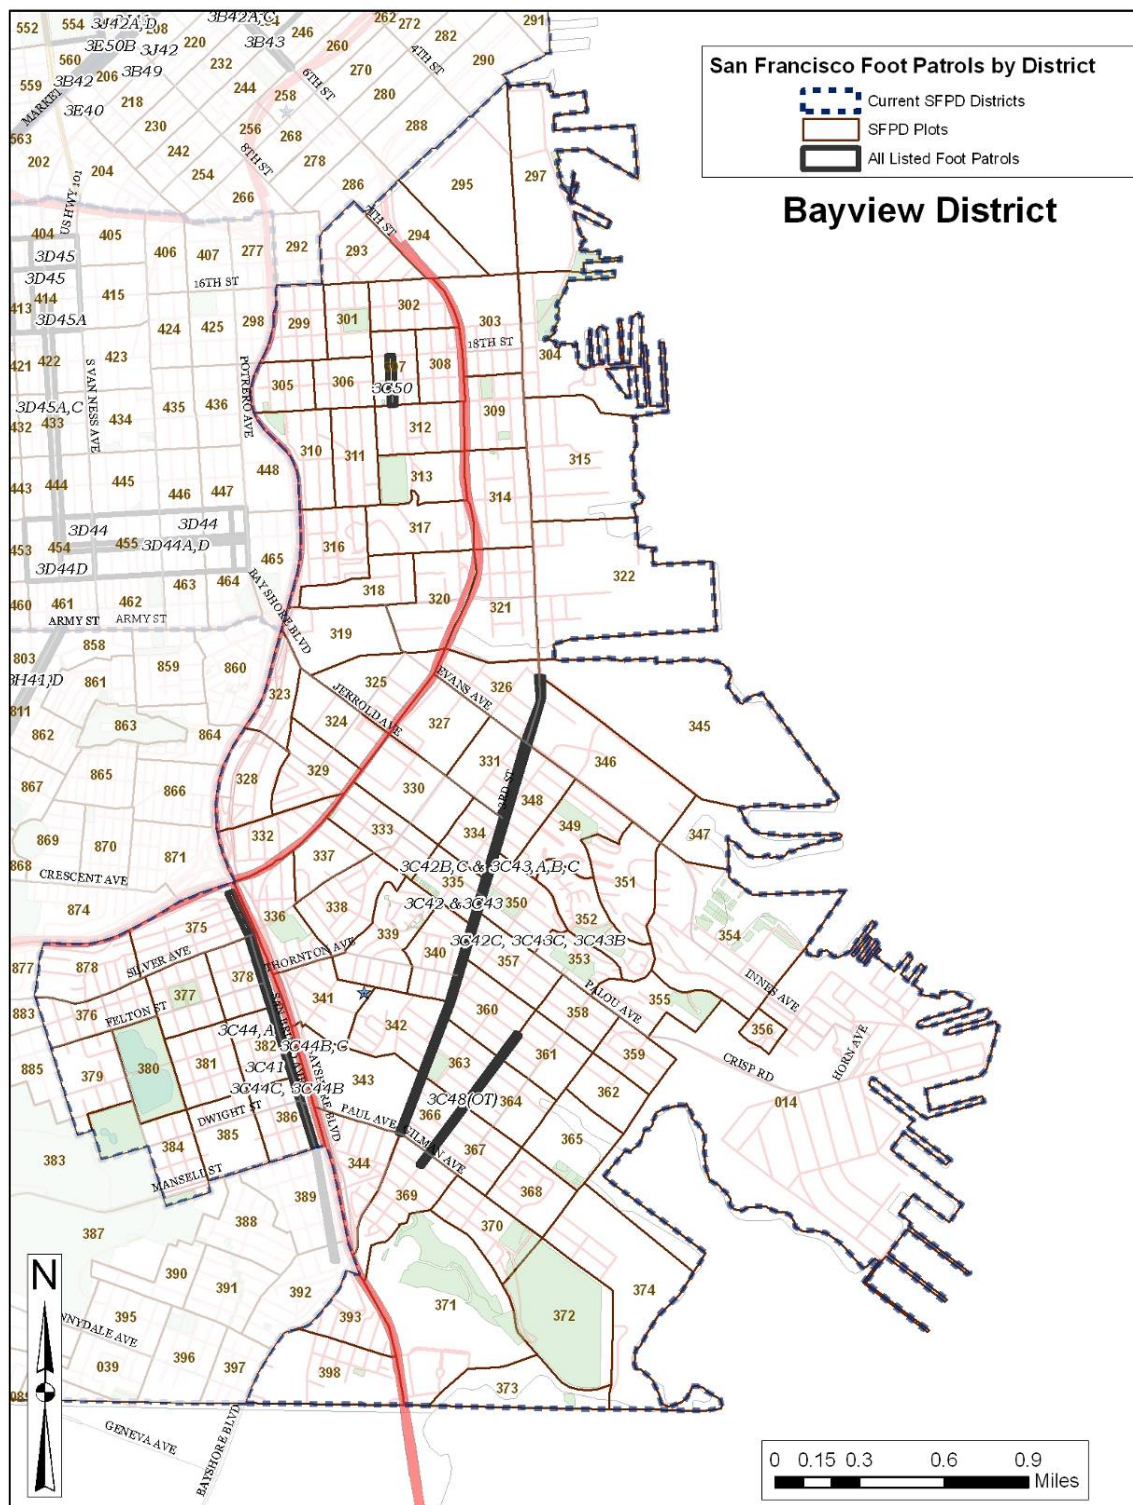 San Francisco Foot Patrols by District
Current SFPD Districts
SFPD Plots
All Listed Foot Patrols
Bayview District
552
554
3J42A,D
208
3B42A,C
246
262
272
291
3E50B
3J42
220
3B43
260
282
4TH ST
290
560
206
3B49
232
6TH ST
270
559
3B42
244
258
280
MARKET
3E40
218
230
256
268
288
563
202
204
242
8TH ST
278
254
286
295
297
US HWY 101
266
7TH ST
294
404
405
406
407
277
292
293
3D45
3D45
16TH ST
414
413
415
302
3D45A
424
425
298
299
301
303
18TH ST
304
421
422
423
POTRERO AVE
305
306
308
3C50
S VAN NESS AVE
3D45A,C
433
432
434
435
436
309
312
310
311
315
448
443
444
445
446
447
313
314
3D44
3D44
317
453
454
455
3D44A,D
465
316
322
3D44D
463
464
318
320
321
460
461
462
BAY SHORE BLVD
ARMY ST
ARMY ST
319
858
803
859
860
3H41,D
861
323
325
EVANS AVE
326
811
JERROLD AVE
324
327
345
862
863
864
331
346
865
328
329
867
866
330
3RD ST
348
869
870
871
332
333
334
349
347
868
337
CRESCENT AVE
3C42B,C & 3C43,A,B,C
335
351
874
338
3C42 & 3C43
350
352
336
354
375
339
340
3C42C, 3C43C, 3C43B
877
878
SILVER AVE
378
THORNTON AVE
357
353
INNES AVE
377
341
PALOU AVE
355
883
376
FELTON ST
342
360
358
356
3C44,A
382
3C44B,C
HORN AVE
885
379
380
381
3C41
343
363
361
359
CRISP RD
3C44C, 3C44B
BAYSHORE BLVD
362
014
3C48(OT)
364
DWIGHT ST
386
PAUL AVE
366
GILMAN AVE
383
384
385
367
365
344
MANSELL ST
389
369
368
387
388
370
390
391
392
371
372
374
393
395
396
397
398
373
039
GENEVA AVE
BAYSHORE BLVD
N
0 0.15 0.3 0.6 0.9
Miles